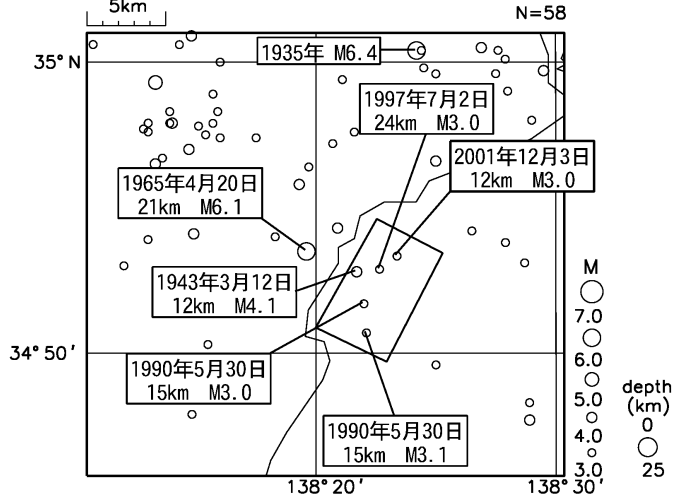 5km
N=58
35°N
1935年 M6.4
1997年7月2日
24km M3.0
2001年12月3日
12km M3.0
1965年4月20日
21km M6.1
1943年3月12日
12km M4.1
34°50'
1990年5月30日
15km M3.0
1990年5月30日
15km M3.1
138°20'
138°30'
M
7.0
6.0
5.0
4.0
3.0
depth
(km)
0
25